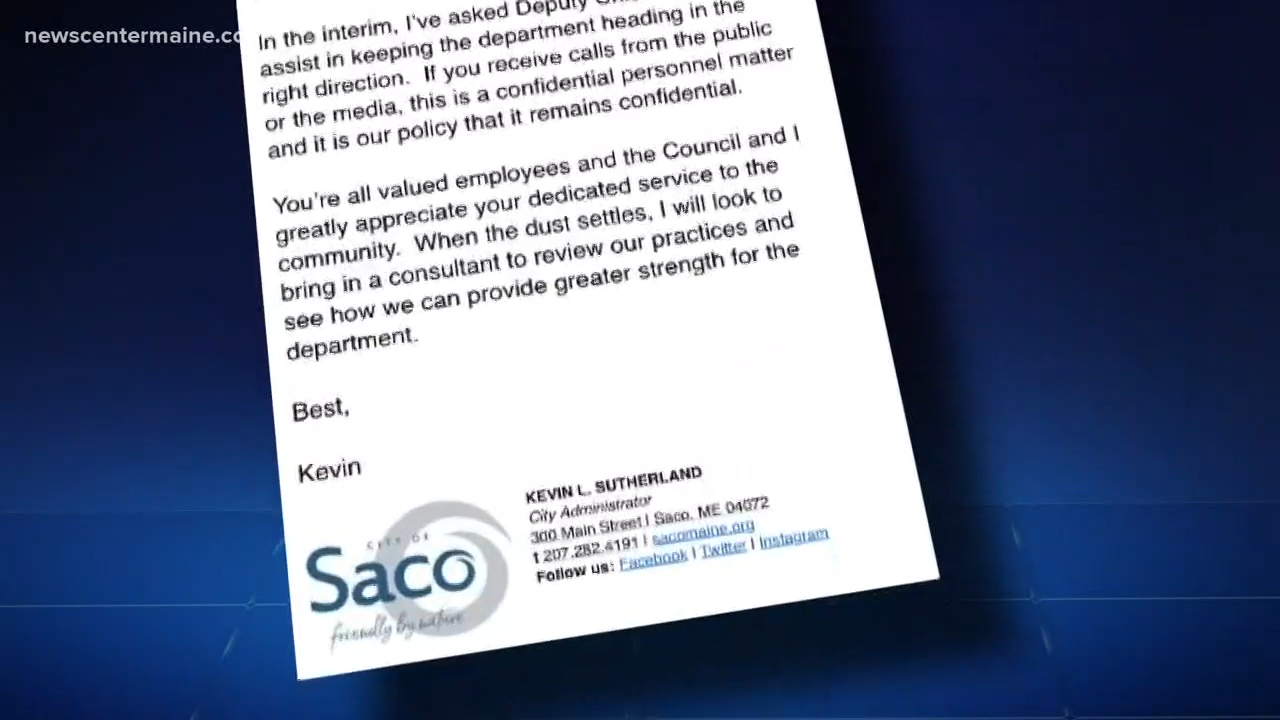 newscentermaine.co
In the interim, I've asked Deputy
assist in keeping the department heading in the
right direction. If you receive calls from the public
or the media, this is a confidential personnel matter
and it is our policy that it remains confidential.
You're all valued employees and the Council and I
greatly appreciate your dedicated service to the
community. When the dust settles, I will look to
bring in a consultant to review our practices and
see how we can provide greater strength for the
department.
Best,
Kevin
KEVIN L. SUTHERLAND
City Administrator
300 Main Street | Saco, ME 04072
t 207.282.4191 | sacomaine.org
Follow us: Facebook | Twitter | Instagram
CITY OF
Saco
friendly by nature